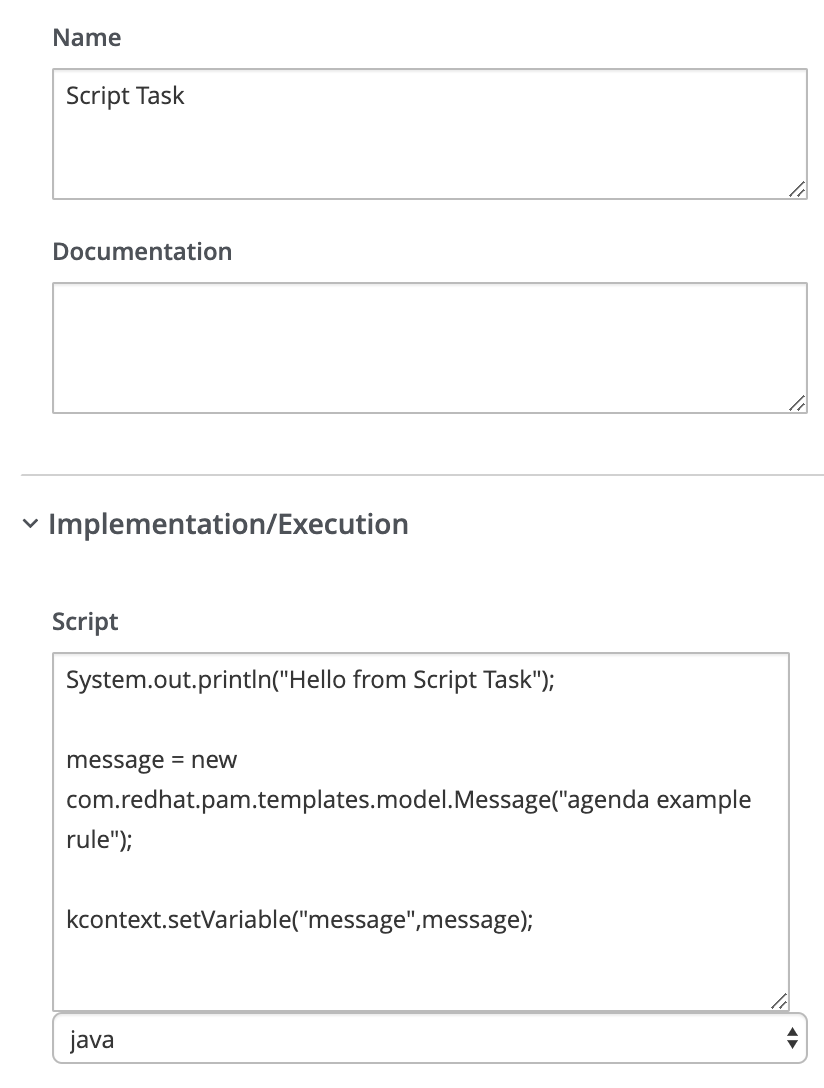 Name
Script Task
Documentation
Implementation/Execution
Script
System.out.println("Hello from Script Task");
message = new
com.redhat.pam.templates.model.Message("agenda example
rule");
kcontext.setVariable("message",message);
java